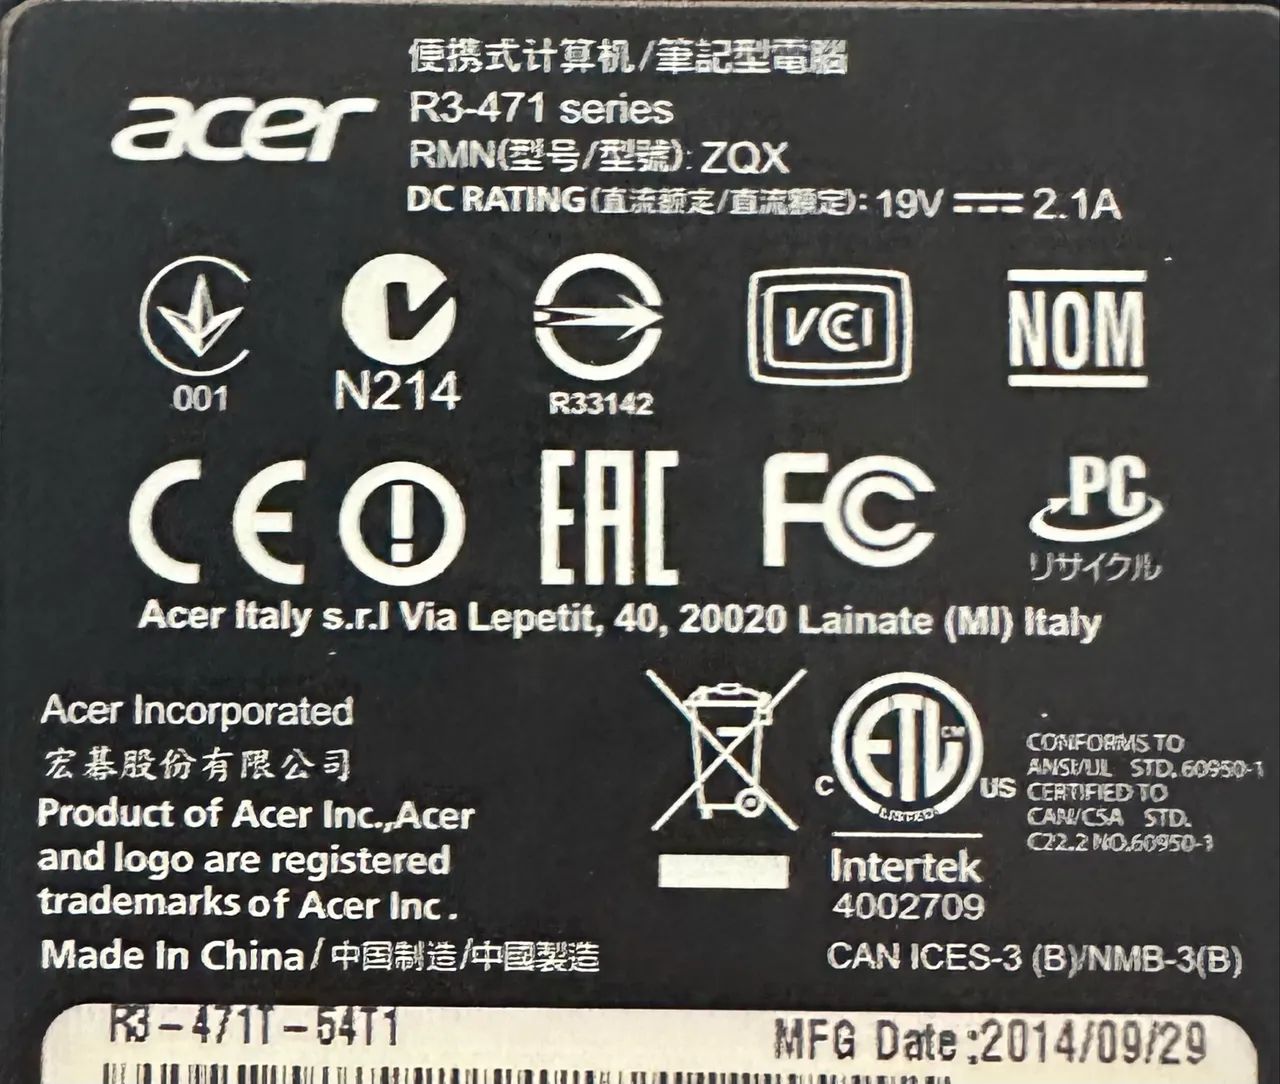 便携式计算机/筆記型電腦
acer
R3-471 series
RMN(型号/型號): ZQX
DC RATING(直流额定/直流額定): 19V ⎓ 2.1A
001
N214
R33142
VCCI
NOM
CE
EAC
FC
PC
リサイクル
Acer Italy s.r.l Via Lepetit, 40, 20020 Lainate (MI) Italy
Acer Incorporated
宏碁股份有限公司
Product of Acer Inc.,Acer
and logo are registered
trademarks of Acer Inc.
Made In China/中国制造/中國製造
ETL CM
C US
LISTED
Intertek
4002709
CONFORMS TO
ANSI/UL STD. 60950-1
CERTIFIED TO
CAN/CSA STD.
C22.2 NO.60950-1
CAN ICES-3 (B)/NMB-3(B)
R3-471T-54T1
MFG Date:2014/09/29